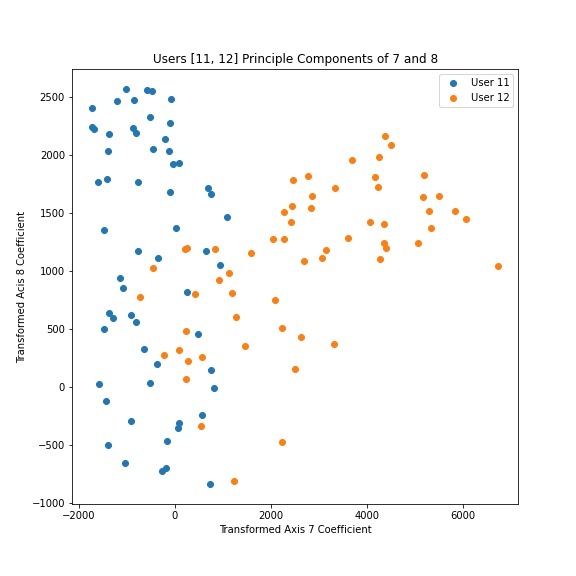 Users [11, 12] Principle Components of 7 and 8
User 11
User 12
2500
2000
1500
1000
500
0
−500
−1000
Transformed Acis 8 Coefficient
−2000
0
2000
4000
6000
Transformed Axis 7 Coefficient